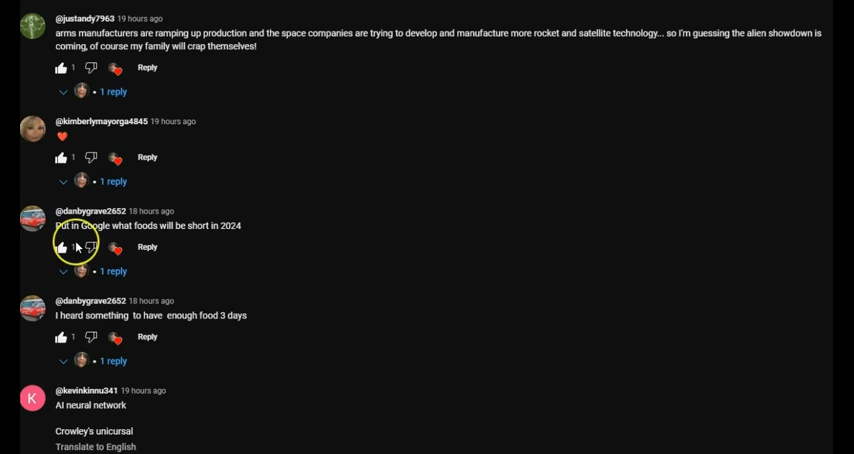 @justandy7963 19 hours ago
arms manufacturers are ramping up production and the space companies are trying to develop and manufacture more rocket and satellite technology... so I'm guessing the alien showdown is
coming, of course my family will crap themselves!
1 Reply
• 1 reply
@kimberlymayorga4845 19 hours ago
❤️
1 Reply
• 1 reply
@danbygrave2652 18 hours ago
Put in Google what foods will be short in 2024
1 Reply
• 1 reply
@danbygrave2652 18 hours ago
I heard something to have enough food 3 days
1 Reply
• 1 reply
K
@kevinkinnu341 19 hours ago
AI neural network
Crowley's unicursal
Translate to English